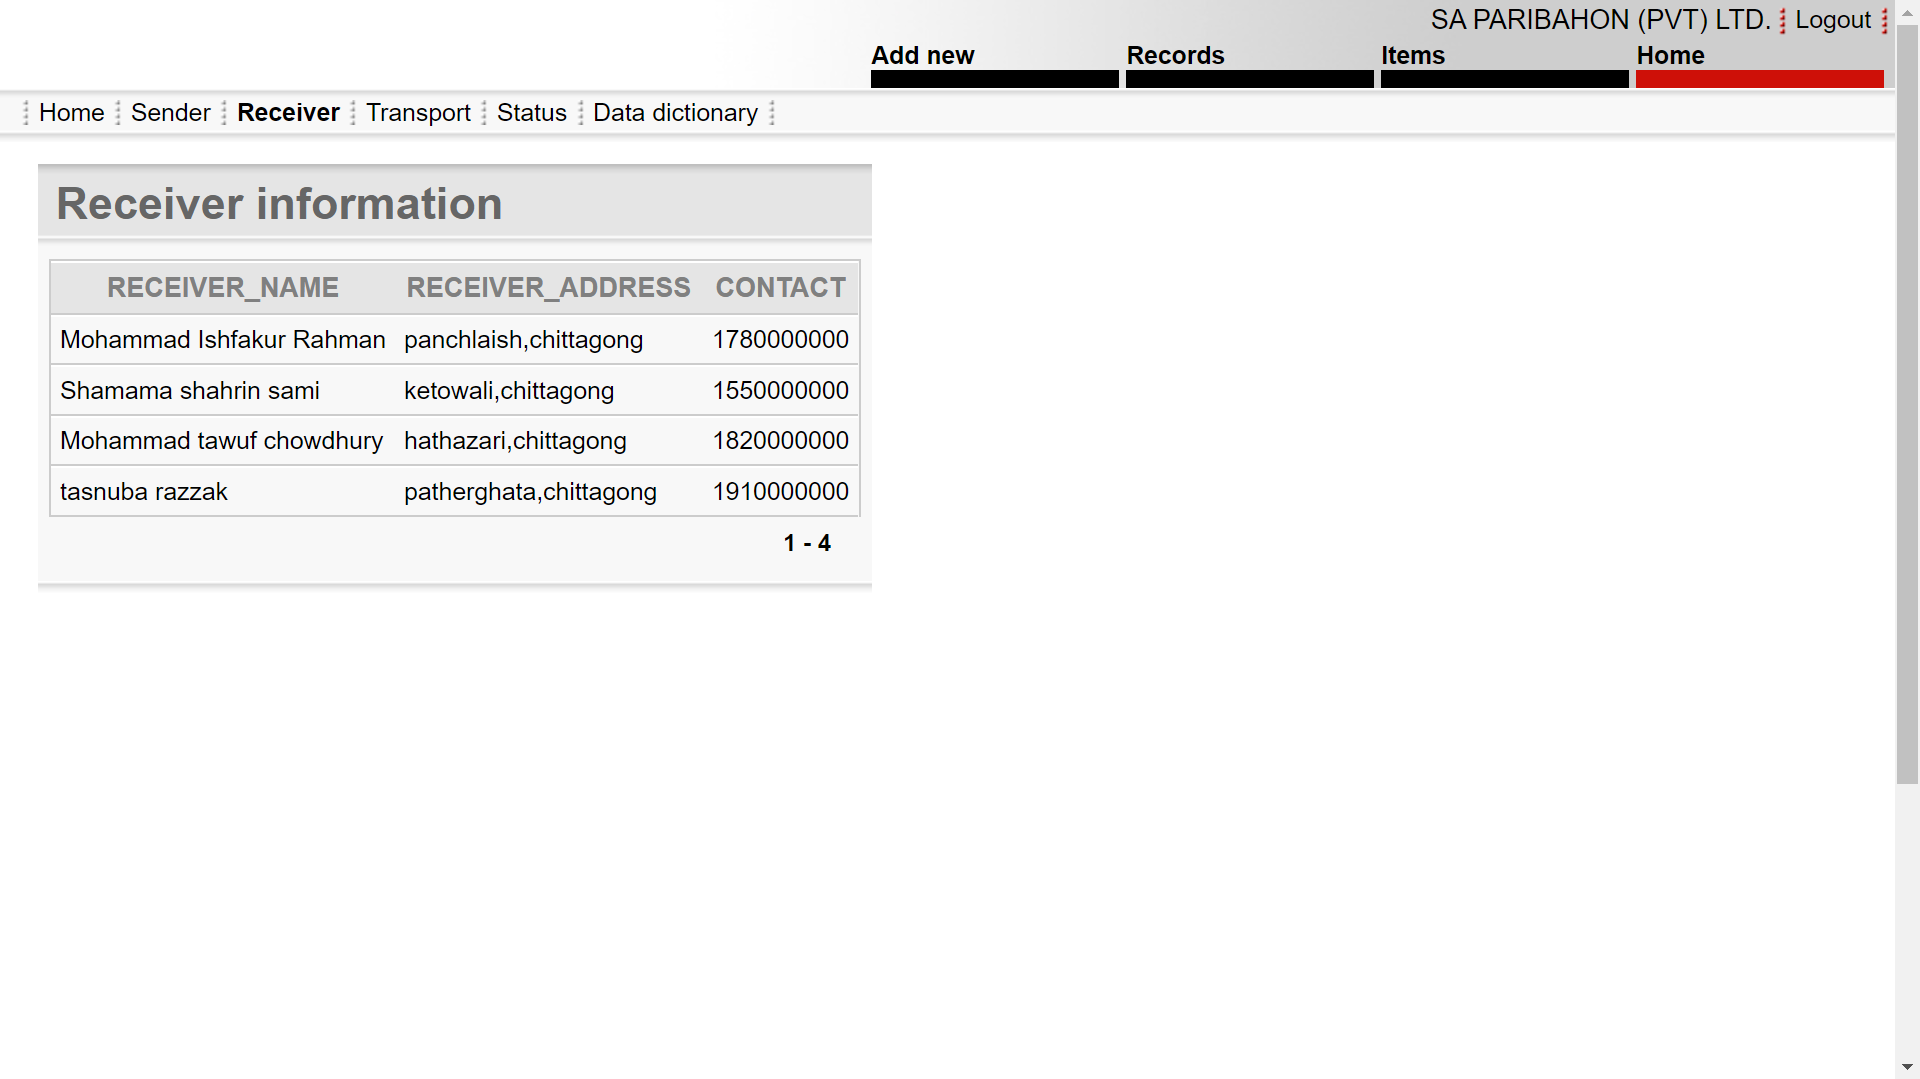 SA PARIBAHON (PVT) LTD. Logout
Add new Records Items Home
Home Sender Receiver Transport Status Data dictionary
Receiver information
RECEIVER_NAME RECEIVER_ADDRESS CONTACT
Mohammad Ishfakur Rahman panchlaish,chittagong 1780000000
Shamama shahrin sami ketowali,chittagong 1550000000
Mohammad tawuf chowdhury hathazari,chittagong 1820000000
tasnuba razzak patherghata,chittagong 1910000000
1 - 4